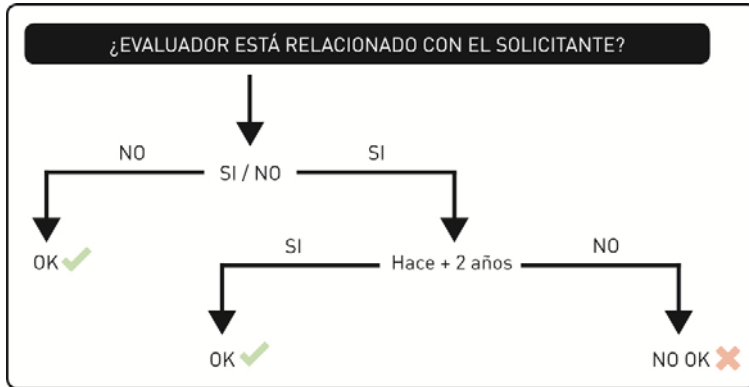 ¿EVALUADOR ESTÁ RELACIONADO CON EL SOLICITANTE?
NO
SI / NO
SI
OK
SI
Hace + 2 años
NO
OK
NO OK